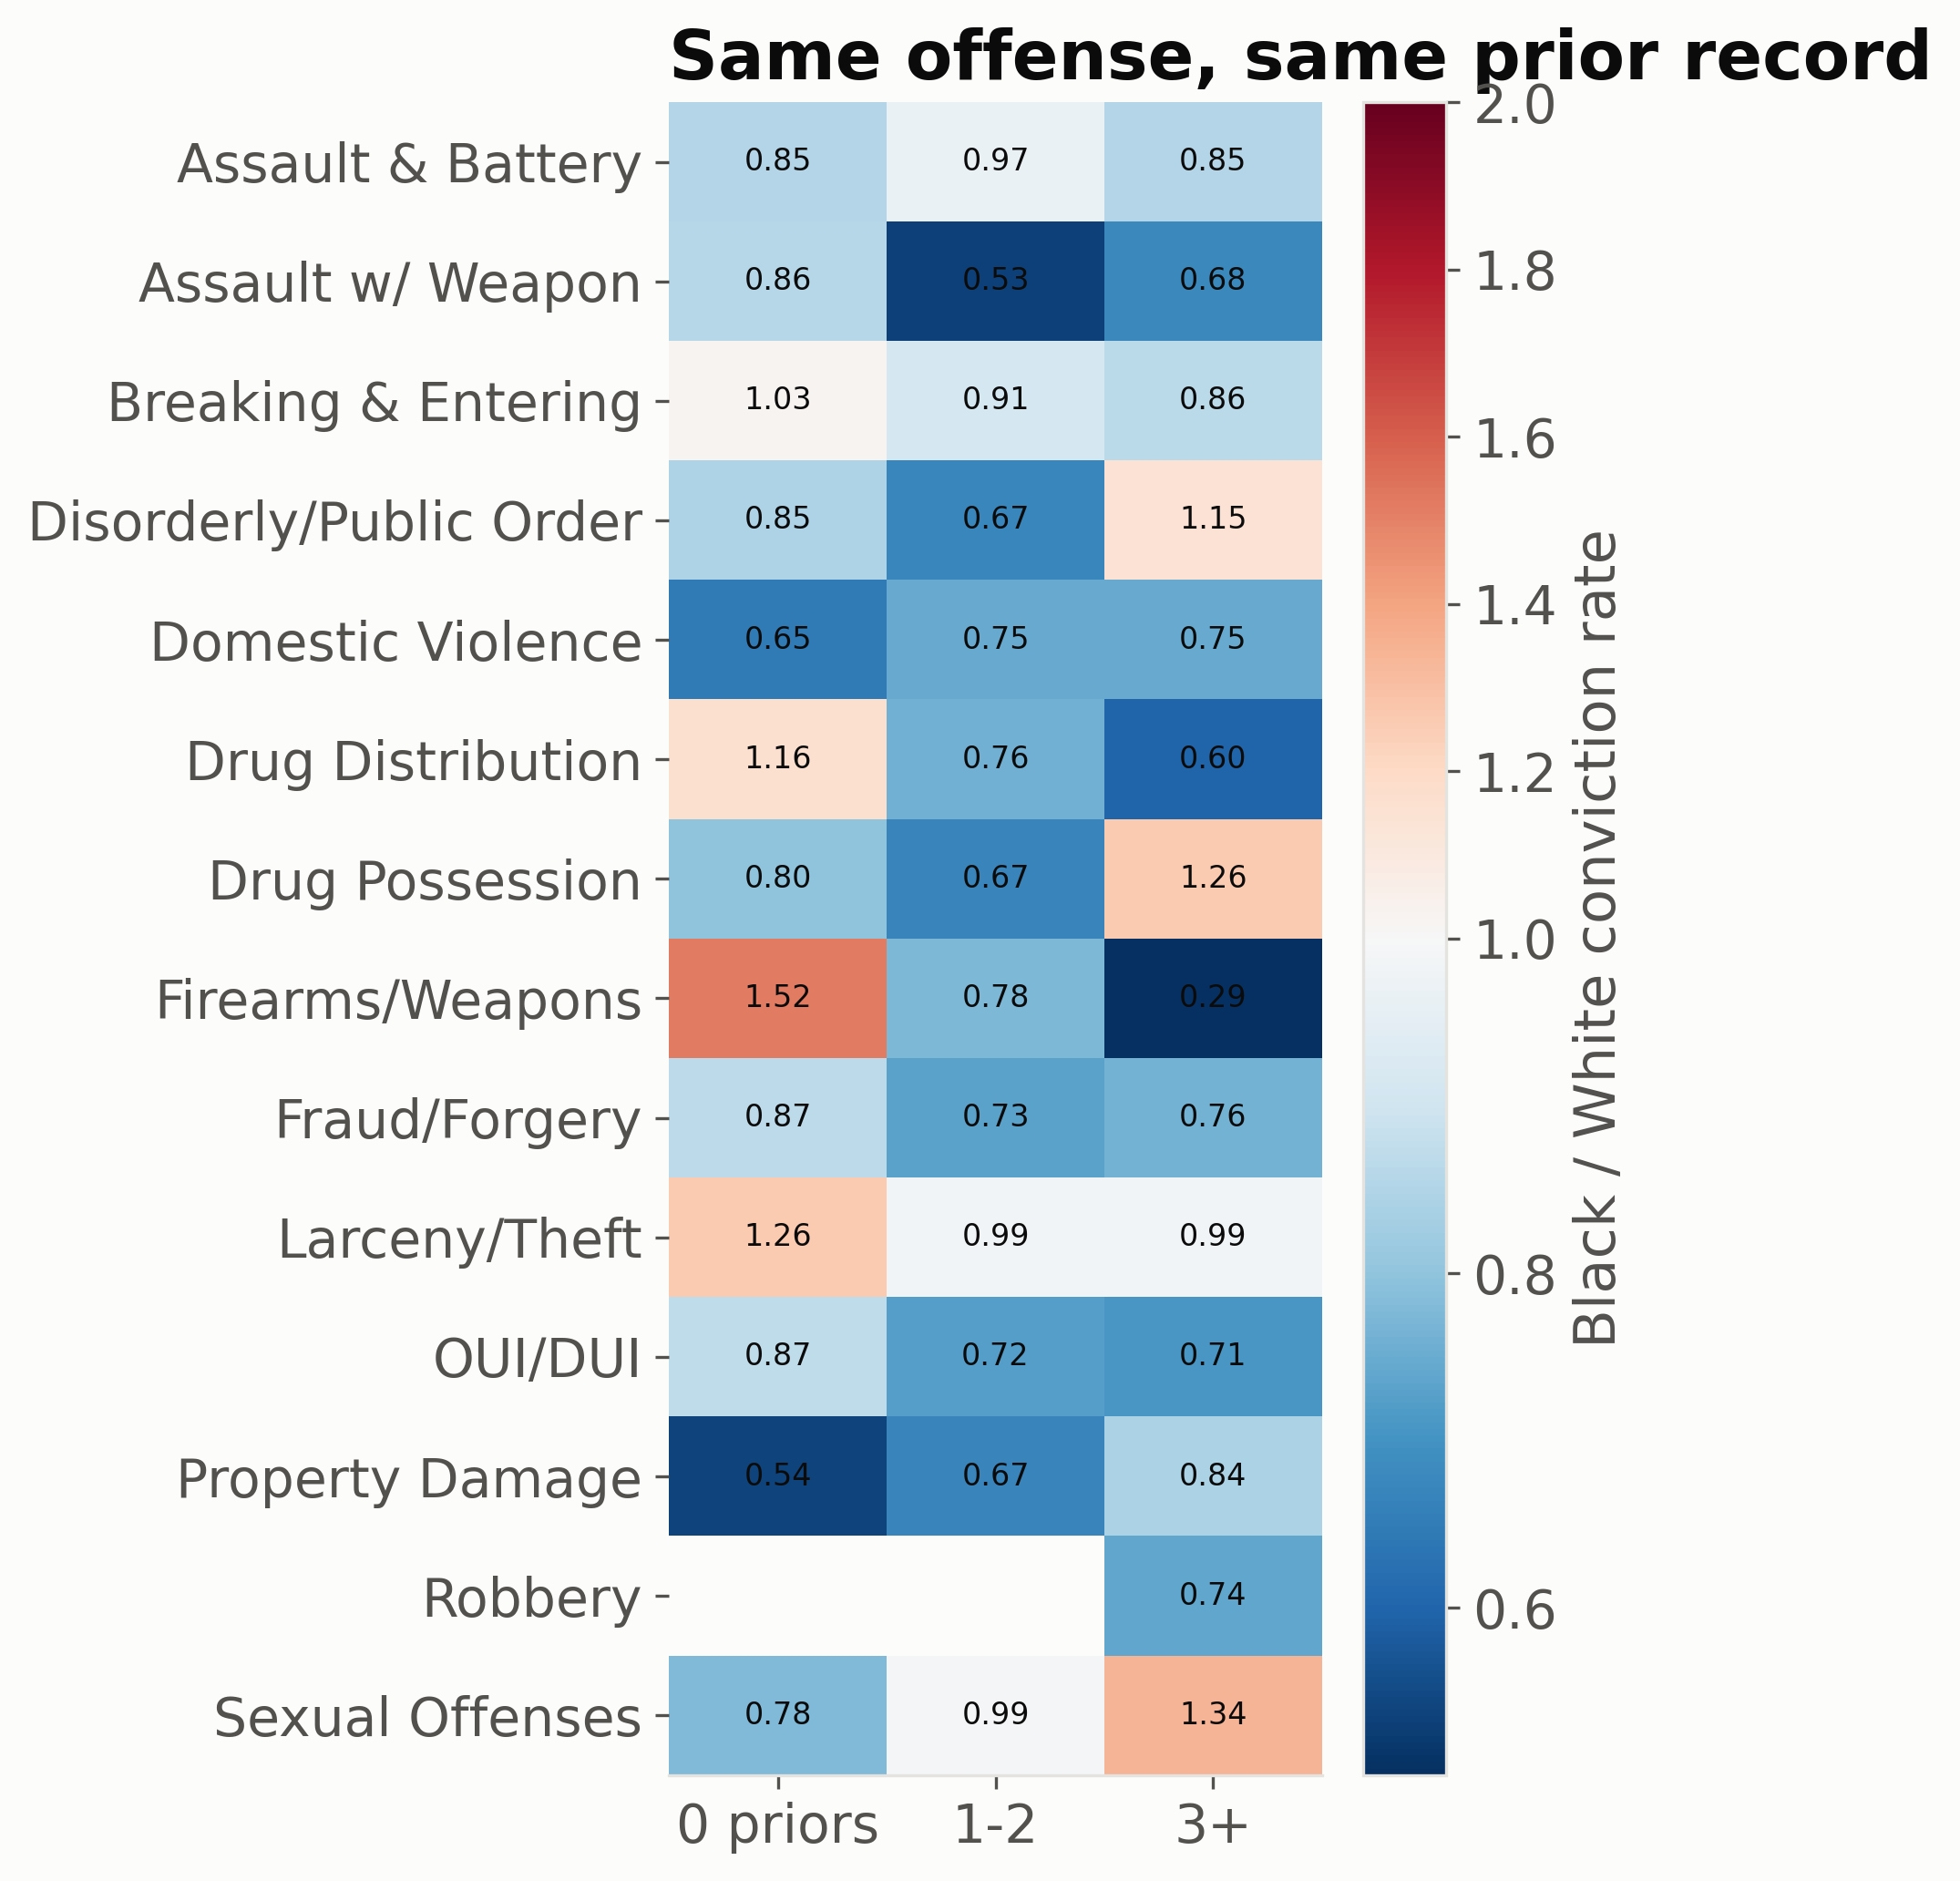 Same offense, same prior record
Assault & Battery 0.85 0.97 0.85
Assault w/ Weapon 0.86 0.53 0.68
Breaking & Entering 1.03 0.91 0.86
Disorderly/Public Order 0.85 0.67 1.15
Domestic Violence 0.65 0.75 0.75
Drug Distribution 1.16 0.76 0.60
Drug Possession 0.80 0.67 1.26
Firearms/Weapons 1.52 0.78 0.29
Fraud/Forgery 0.87 0.73 0.76
Larceny/Theft 1.26 0.99 0.99
OUI/DUI 0.87 0.72 0.71
Property Damage 0.54 0.67 0.84
Robbery 0.74
Sexual Offenses 0.78 0.99 1.34
0 priors 1-2 3+
2.0
1.8
1.6
1.4
1.2
1.0
0.8
0.6
Black / White conviction rate